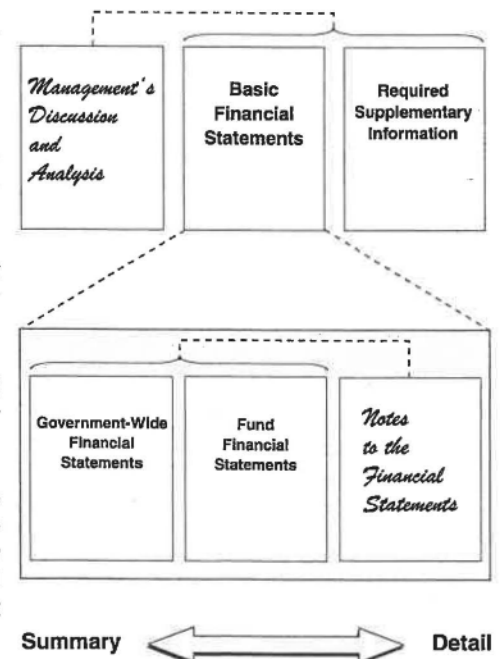 Management's
Discussion
and
Analysis
Basic
Financial
Statements
Required
Supplementary
Information
Government-Wide
Financial
Statements
Fund
Financial
Statements
Notes
to the
Financial
Statements
Summary
Detail